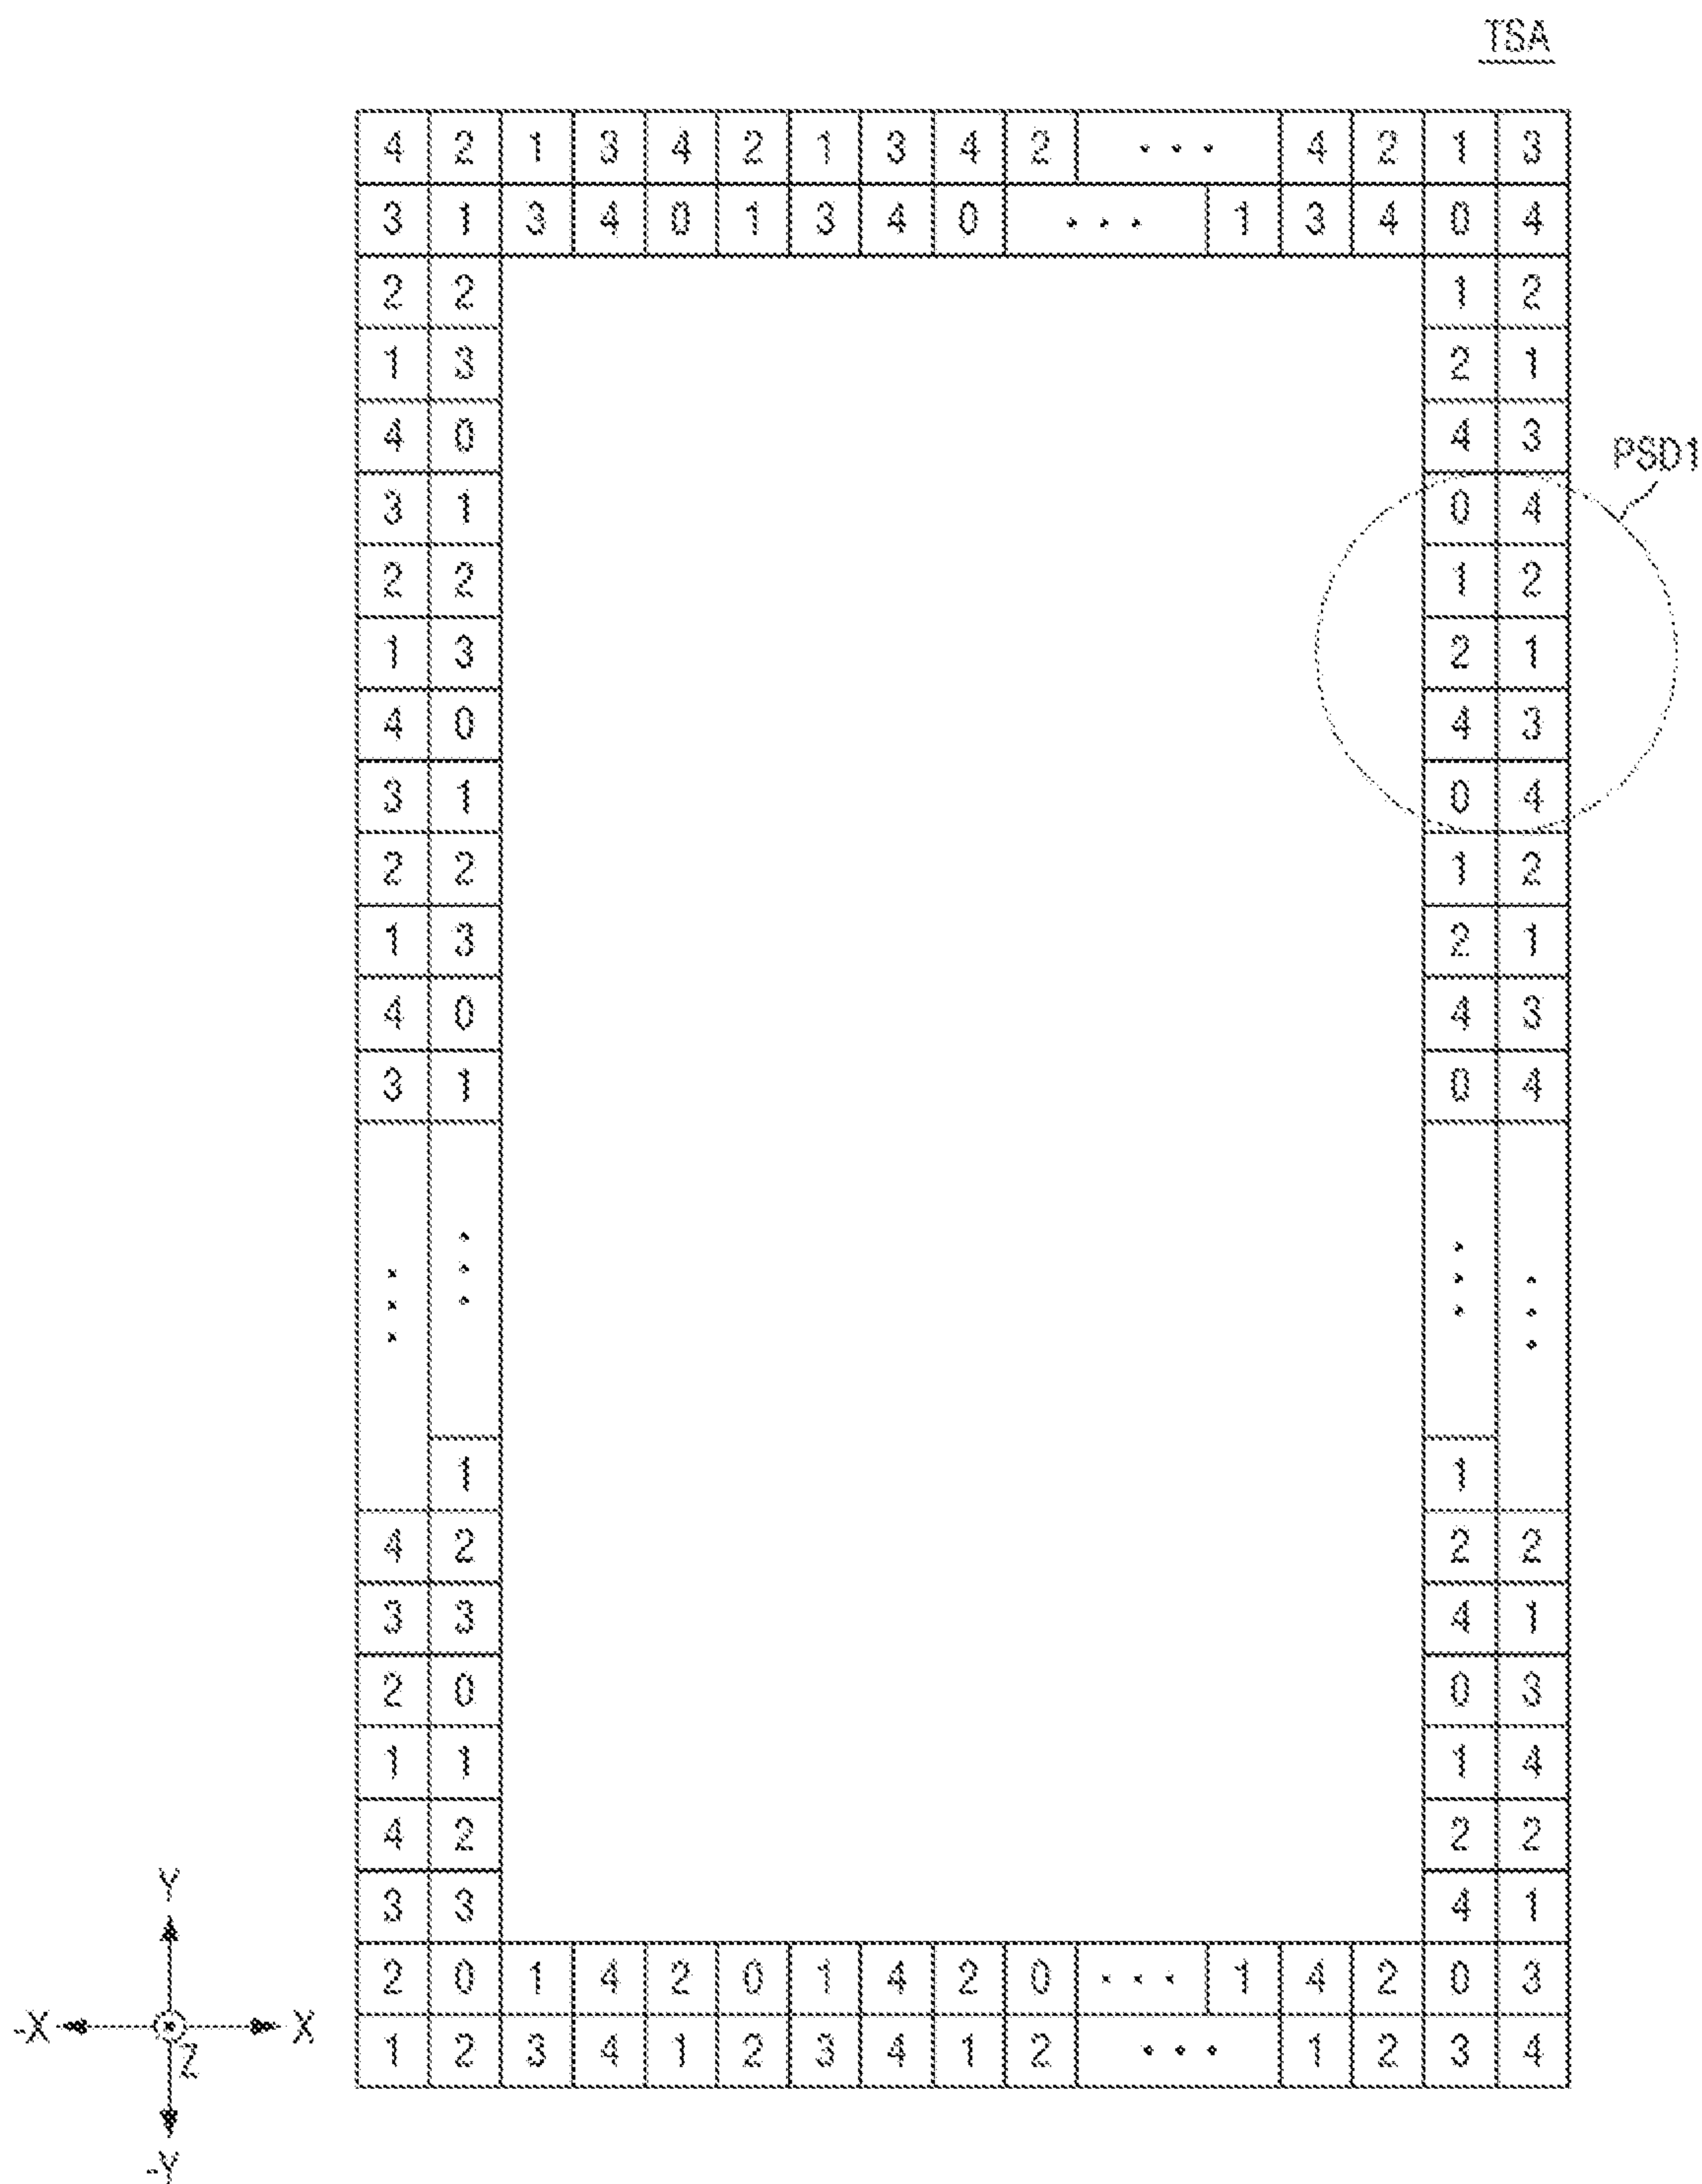 TSA
4 2 1 3 4 2 1 3 4 2 ... 4 2 1 3
3 1 3 4 0 1 3 4 0 ... 1 3 4 0 4
2 2 1 2
1 3 2 1
4 0 4 3
PSD1
3 1 0 4
2 2 1 2
1 3 2 1
4 0 4 3
3 1 0 4
2 2 1 2
1 3 2 1
4 0 4 3
3 1 0 4
... ... ... ...
1 1
4 2 2 2
3 3 4 1
2 0 0 3
1 1 1 4
4 2 2 2
3 3 4 1
2 0 1 4 2 0 1 4 2 0 ... 1 4 2 0 3
1 2 3 4 1 2 3 4 1 2 ... 1 2 3 4
Y
-X X
Z
-Y